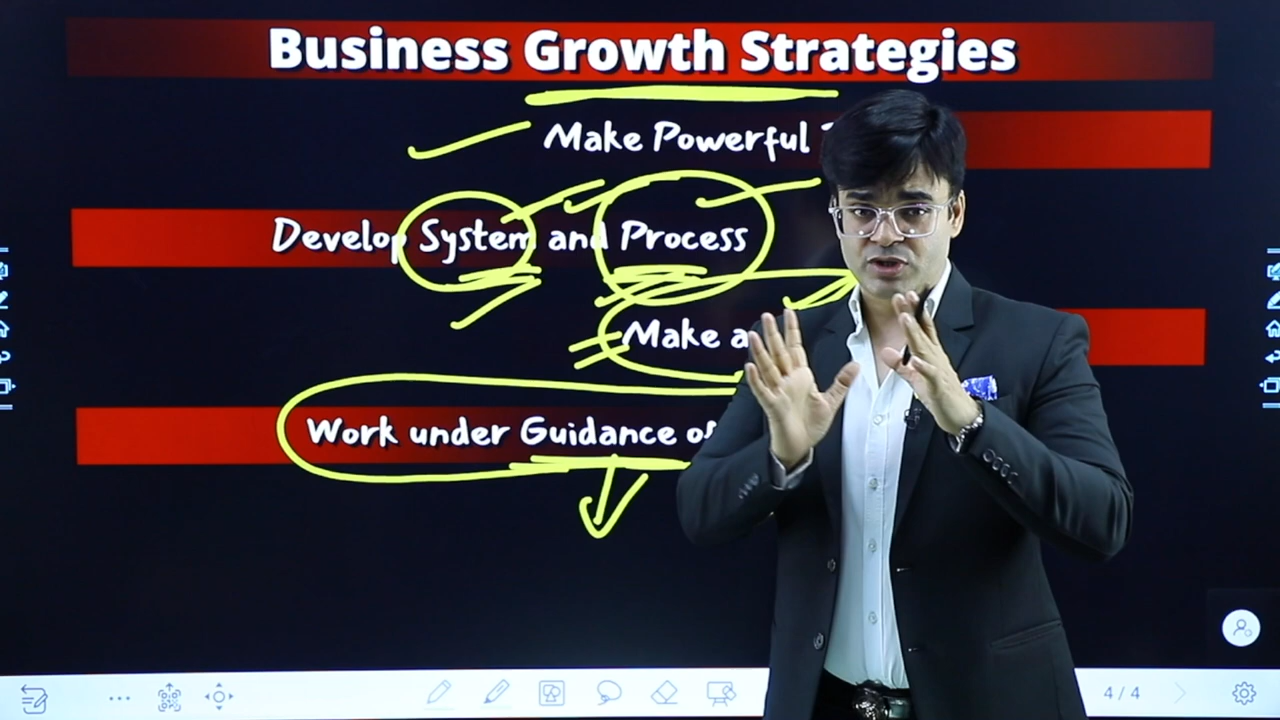 Business Growth Strategies
Make Powerful
Develop System and Process
Make a
Work under Guidance of
4 / 4